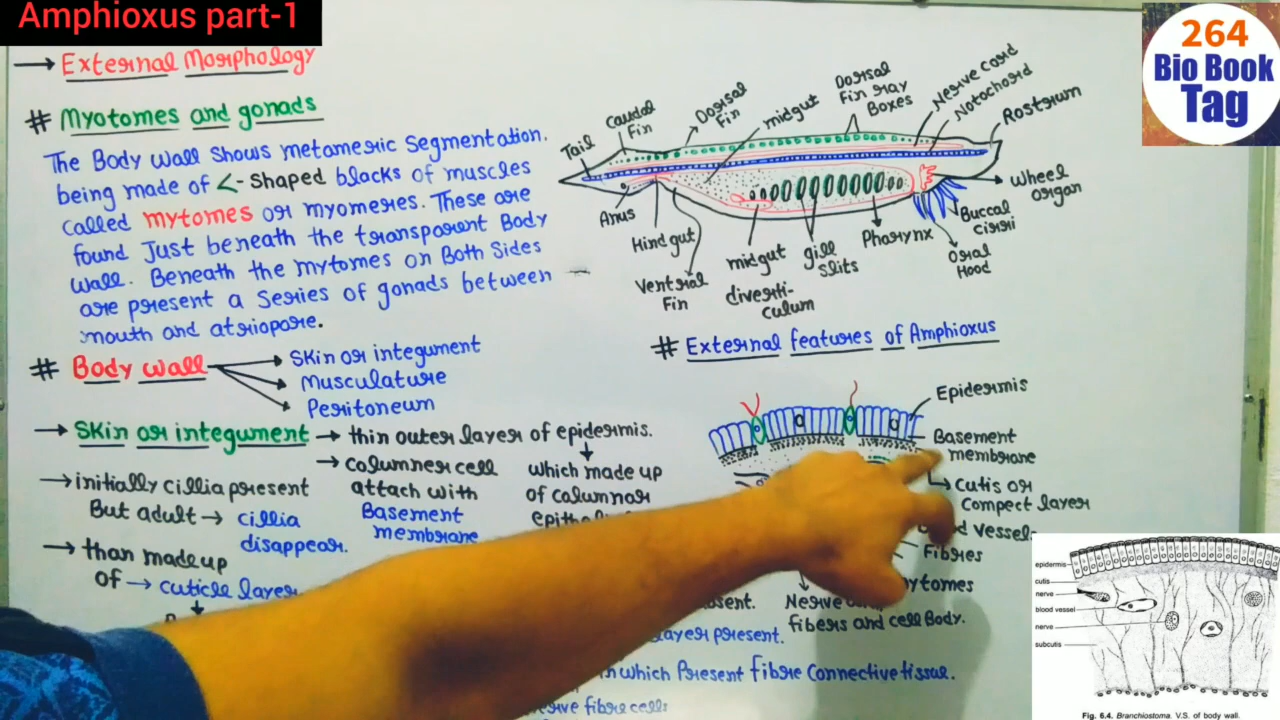 Amphioxus part-1
264
Bio Book
Tag
→ External Morphology
# Myotomes and gonads
The Body wall shows metameric Segmentation.
being made of <- Shaped blocks of muscles
called mytomes or myomeres. These are
found Just beneath the transparent Body
wall. Beneath the mytomes on Both Sides
are present a Series of gonads between
mouth and atriopore.
# Body wall
Skin or integument
Musculature
Peritoneum
→ Skin or integument → thin outer layer of epidermis.
→ columner cell
attach with
Basement
membrane
which made up
of columnar
→ initially cillia present
But adult → cillia
disappear.
→ than made up
of → cuticle layer
Tail
Caudal
Fin
Dorsal
Fin
midgut
Dorsal
Fin ray
Boxes
Nerve cord
Notochord
Rostrum
Wheel
organ
Buccal
cirri
Oral
Hood
Pharynx
gill
slits
midgut
diverti-
culum
Ventral
Fin
Hindgut
Anus
# External features of Amphioxus
Epidermis
Basement
membrane
Cutis or
Compect layer
Vessel
Fibres
Nerve
fibers and cell Body.
layer present.
which Present fibre Connective tissue.
fibre cells
epidermis
cutis
nerve
blood vessel
nerve
subcutis
Fig. 6.4. Branchiostoma. V.S. of body wall.